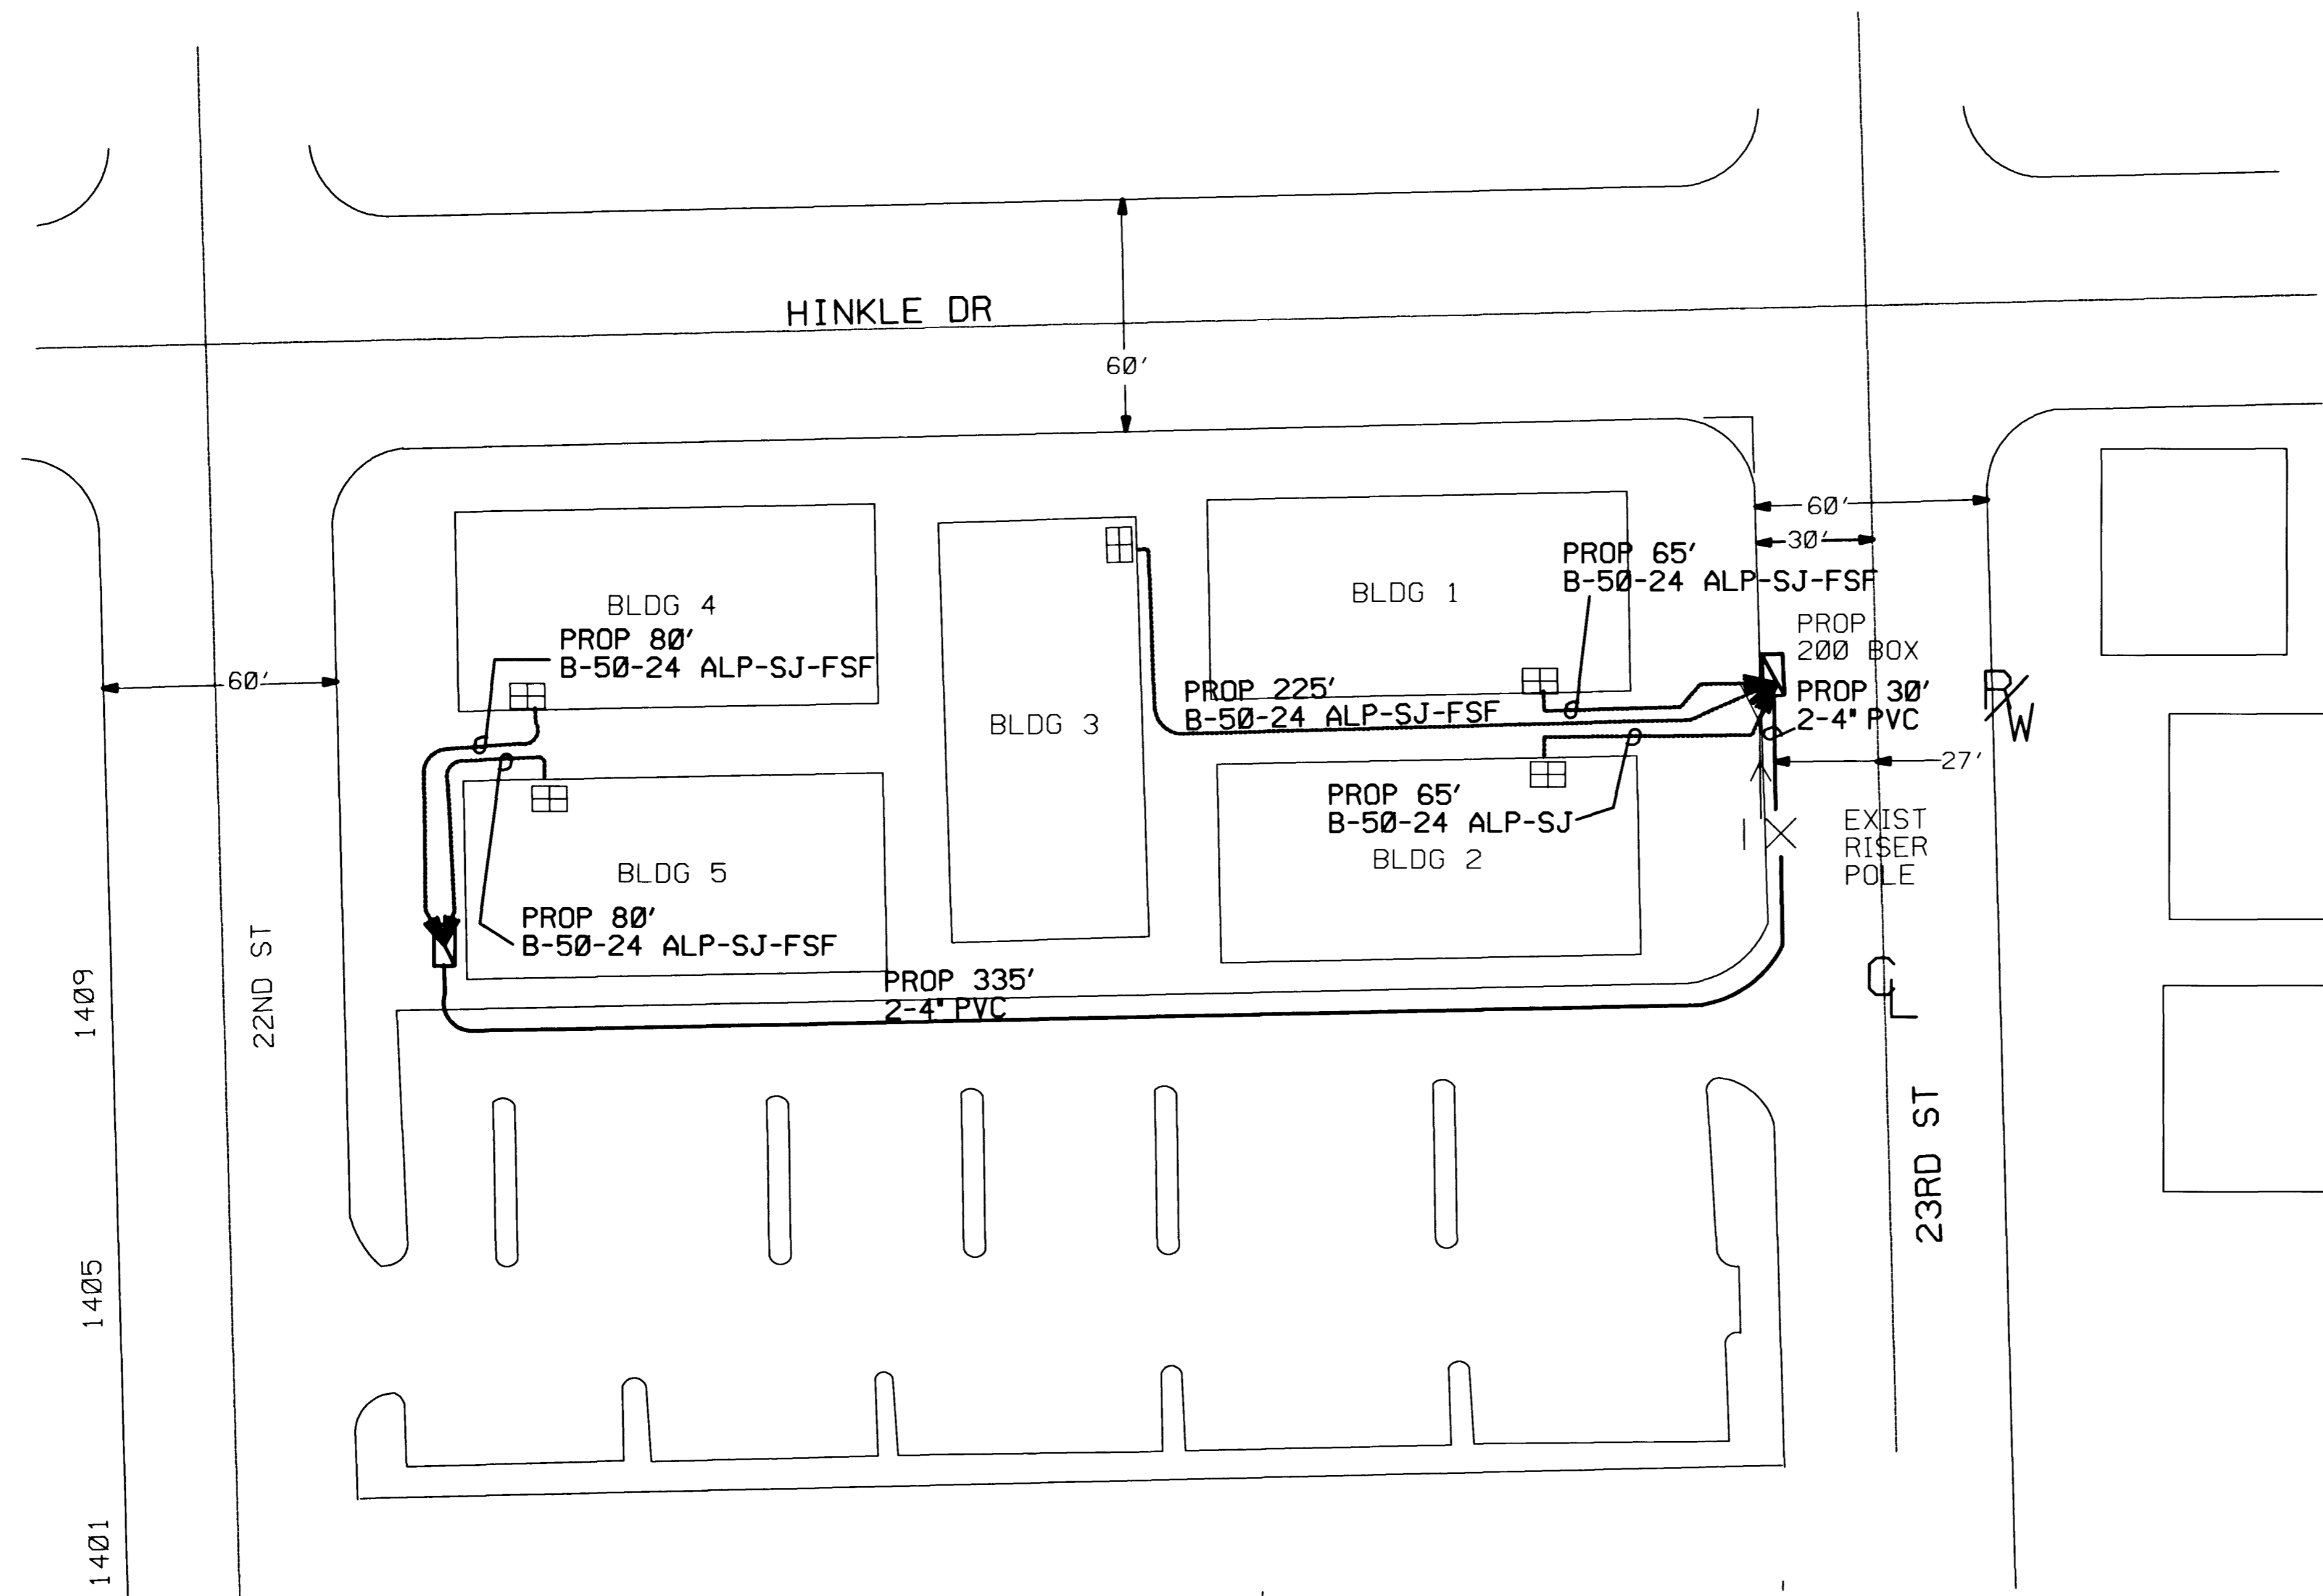 HINKLE DR
60'
60'
30'
PROP 65'
B-50-24 ALP-SJ-FSF
BLDG 1
BLDG 4
PROP
200 BOX
PROP 80'
B-50-24 ALP-SJ-FSF
60'
PROP 225'
B-50-24 ALP-SJ-FSF
PROP 30'
2-4" PVC
R/W
BLDG 3
27'
PROP 65'
B-50-24 ALP-SJ
EXIST
RISER
POLE
BLDG 2
BLDG 5
PROP 80'
B-50-24 ALP-SJ-FSF
PROP 335'
2-4" PVC
CL
22ND ST
23RD ST
1409
1405
1401